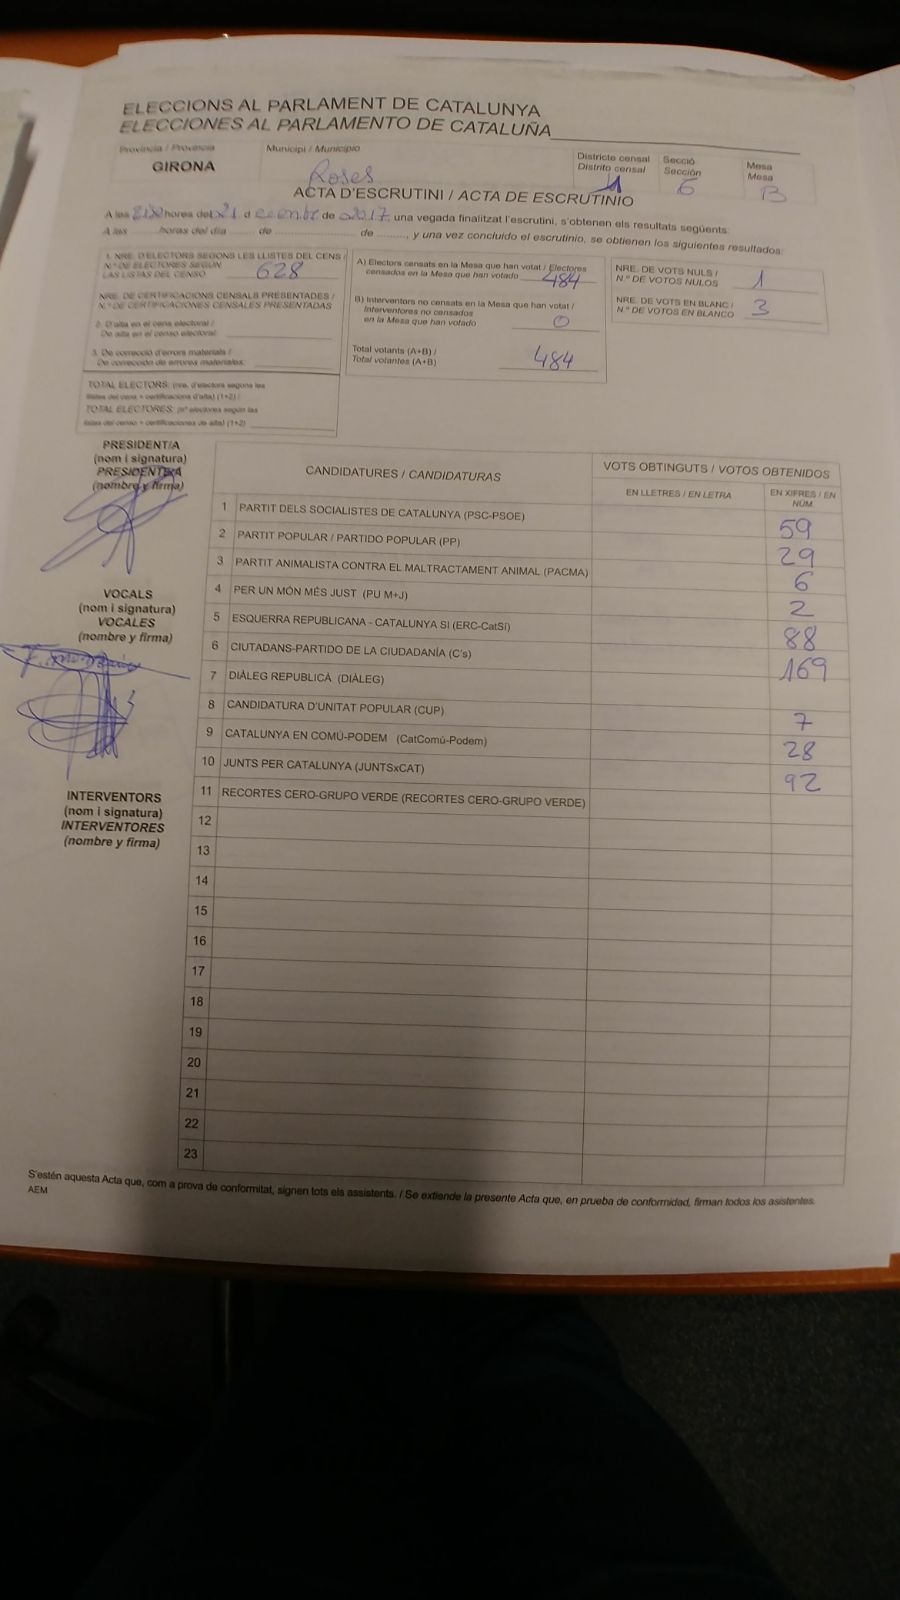 ELECCIONS AL PARLAMENT DE CATALUNYA
ELECCIONES AL PARLAMENTO DE CATALUÑA
Província / Provincia
GIRONA
Municipi / Municipio
Roses
Districte censal
Distrito censal
1
Secció
Sección
6
Mesa
Mesa
B
ACTA D'ESCRUTINI / ACTA DE ESCRUTINIO
A les hores del 21 d de 2017, una vegada finalitzat l'escrutini, s'obtenen els resultats següents:
A las horas del día de de, y una vez concluido el escrutinio, se obtienen los siguientes resultados:
1. NRE. D'ELECTORS SEGONS LES LLISTES DEL CENS /
N.º DE ELECTORES SEGÚN
LAS LISTAS DEL CENSO 628
NRE. DE CERTIFICACIONS CENSALS PRESENTADES /
N.º DE CERTIFICACIONES CENSALES PRESENTADAS
2. D'alta en el cens electoral /
De alta en el censo electoral:
3. De correcció d'errors materials /
De corrección de errores materiales:
TOTAL ELECTORS: (nre. d'electors segons les
llistes del cens + certificacions d'alta) (1+2) /
TOTAL ELECTORES: (nº electores según las
listas del censo + certificaciones de alta) (1+2)
A) Electors censats en la Mesa que han votat / Electores
censados en la Mesa que han votado 484
B) Interventors no censats en la Mesa que han votat /
Interventores no censados
en la Mesa que han votado 0
Total votants (A+B) /
Total votantes (A+B) 484
NRE. DE VOTS NULS /
N.º DE VOTOS NULOS 1
NRE. DE VOTS EN BLANC /
N.º DE VOTOS EN BLANCO 3
PRESIDENT/A
(nom i signatura)
PRESIDENTE/A
(nombre y firma)
VOCALS
(nom i signatura)
VOCALES
(nombre y firma)
INTERVENTORS
(nom i signatura)
INTERVENTORES
(nombre y firma)
CANDIDATURES / CANDIDATURAS
VOTS OBTINGUTS / VOTOS OBTENIDOS
EN LLETRES / EN LETRA
EN XIFRES / EN
NÚM.
1 PARTIT DELS SOCIALISTES DE CATALUNYA (PSC-PSOE) 59
2 PARTIT POPULAR / PARTIDO POPULAR (PP) 29
3 PARTIT ANIMALISTA CONTRA EL MALTRACTAMENT ANIMAL (PACMA) 6
4 PER UN MÓN MÉS JUST (PU M+J) 2
5 ESQUERRA REPUBLICANA - CATALUNYA SÍ (ERC-CatSí) 88
6 CIUTADANS-PARTIDO DE LA CIUDADANÍA (C's) 169
7 DIÀLEG REPUBLICÀ (DIÀLEG)
8 CANDIDATURA D'UNITAT POPULAR (CUP) 7
9 CATALUNYA EN COMÚ-PODEM (CatComú-Podem) 28
10 JUNTS PER CATALUNYA (JUNTSxCAT) 92
11 RECORTES CERO-GRUPO VERDE (RECORTES CERO-GRUPO VERDE)
12
13
14
15
16
17
18
19
20
21
22
23
S'estén aquesta Acta que, com a prova de conformitat, signen tots els assistents. / Se extiende la presente Acta que, en prueba de conformidad, firman todos los asistentes.
AEM